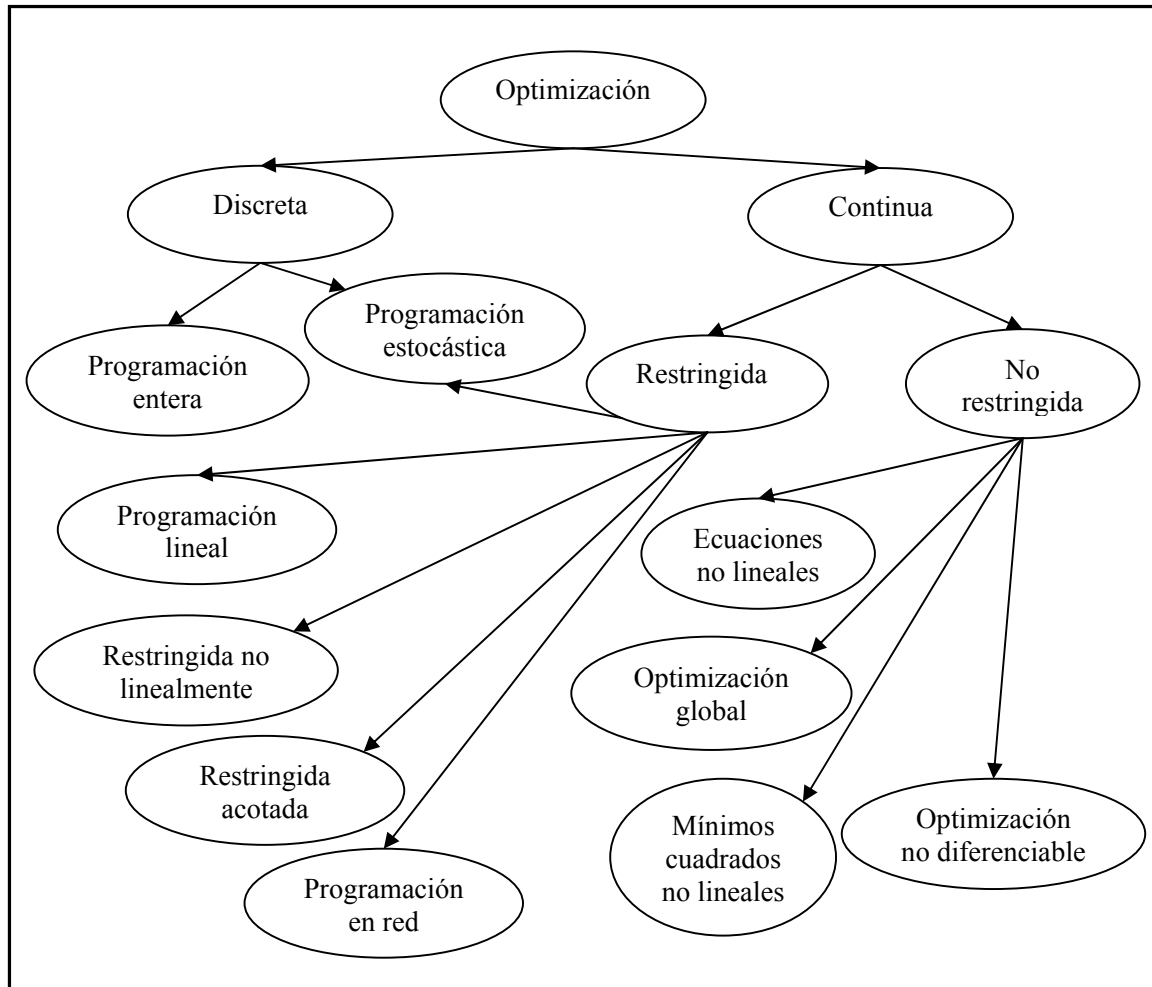 Optimización
Discreta
Continua
Programación
estocástica
Programación
entera
Restringida
No
restringida
Programación
lineal
Ecuaciones
no lineales
Restringida no
linealmente
Optimización
global
Restringida
acotada
Mínimos
cuadrados
no lineales
Optimización
no diferenciable
Programación
en red